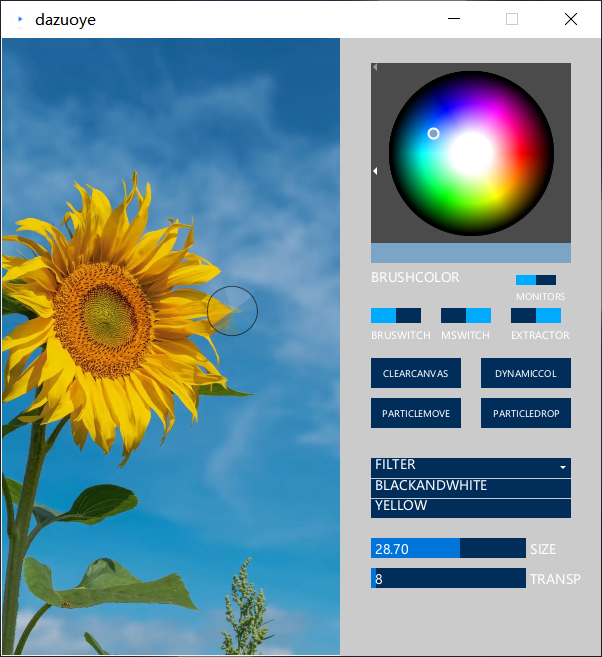 dazuoye
BRUSHCOLOR
MONITORS
BRUSWITCH MSWITCH EXTRACTOR
CLEARCANVAS DYNAMICCOL
PARTICLEMOVE PARTICLEDROP
FILTER
BLACKANDWHITE
YELLOW
28.70 SIZE
8 TRANSP